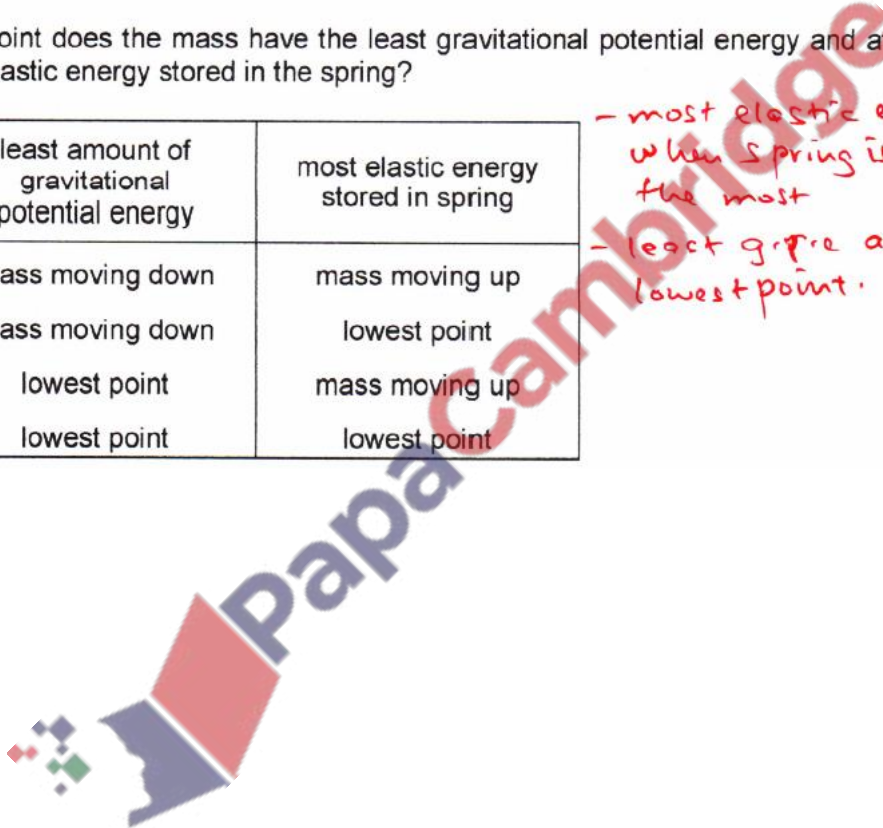 oint does the mass have the least gravitational potential energy and a
astic energy stored in the spring?
least amount of
gravitational
potential energy
most elastic energy
stored in spring
ass moving down
mass moving up
ass moving down
lowest point
lowest point
mass moving up
lowest point
lowest point
- most elastic e
when spring is
the most
- least g.p.e a
lowest point.
PapaCambridge